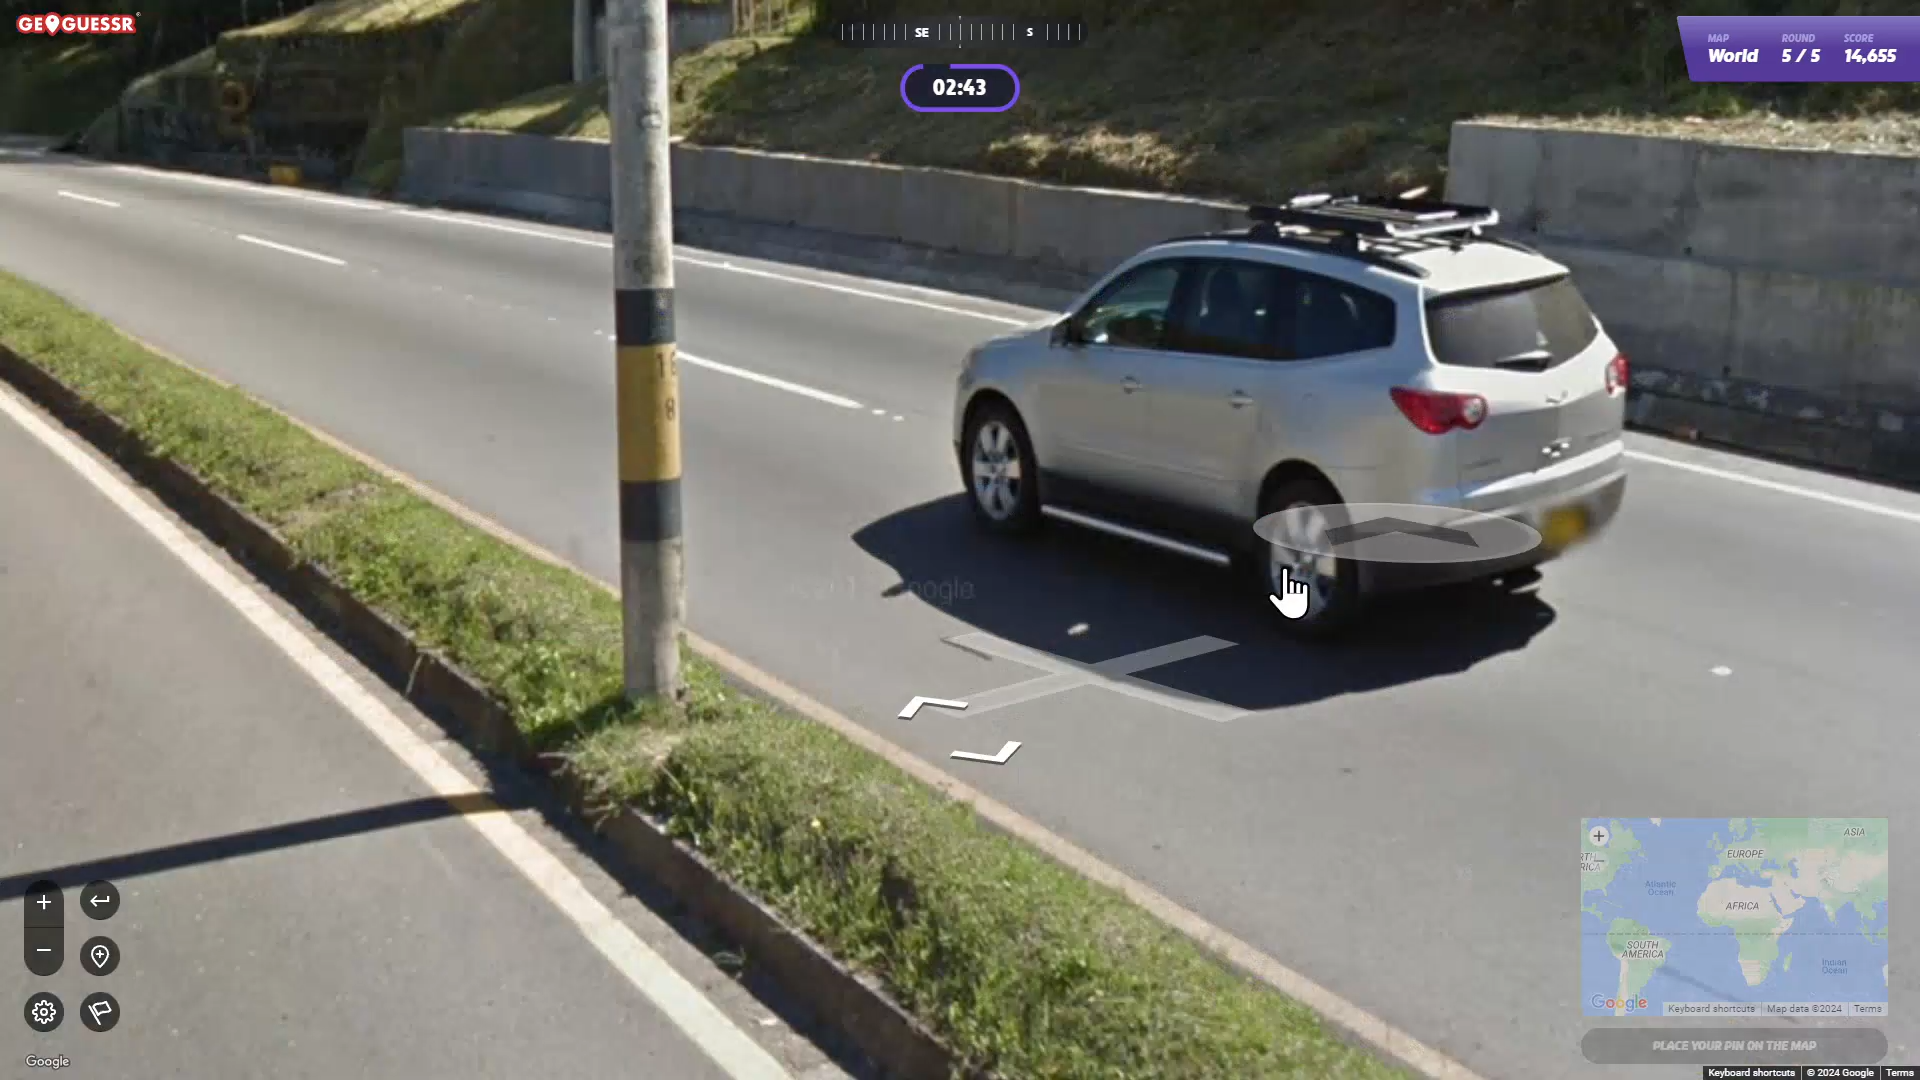 GEOGUESSR
SE
S
02:43
MAP
World
ROUND
5 / 5
SCORE
14,655
8
Google
ASIA
EUROPE
Atlantic
Ocean
AFRICA
SOUTH
AMERICA
Indian
Ocean
Google
Keyboard shortcuts
Map data ©2024
Terms
PLACE YOUR PIN ON THE MAP
Google
Keyboard shortcuts
© 2024 Google
Terms